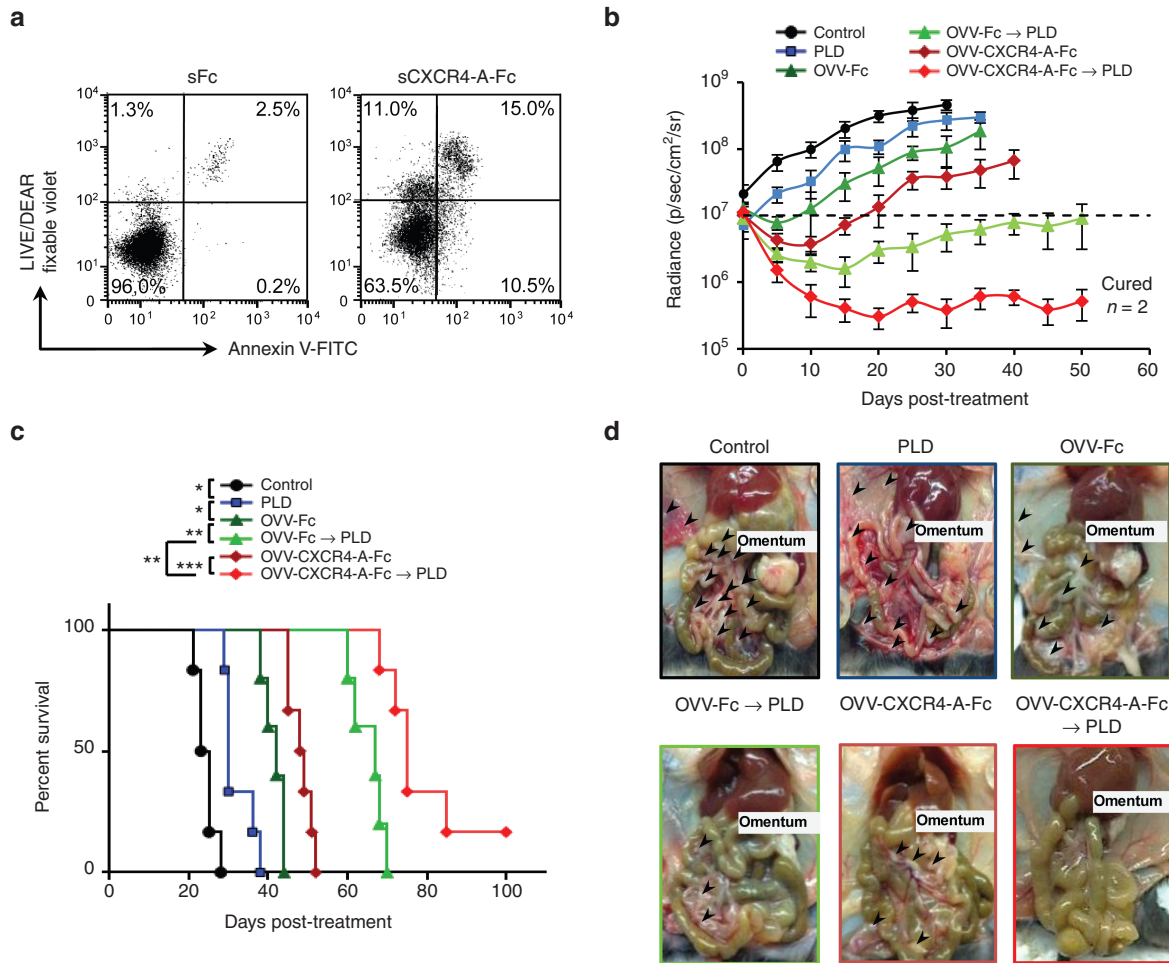 a
sFc
sCXCR4-A-Fc
10⁴
10³
10²
10¹
0
1.3%
2.5%
96.0%
0.2%
0
10¹
10²
10³
10⁴
10⁴
10³
10²
10¹
0
11.0%
15.0%
63.5%
10.5%
0
10¹
10²
10³
10⁴
LIVE/DEAR
fixable violet
Annexin V-FITC
b
Control
PLD
OVV-Fc
OVV-Fc → PLD
OVV-CXCR4-A-Fc
OVV-CXCR4-A-Fc → PLD
Radiance (p/sec/cm²/sr)
10⁹
10⁸
10⁷
10⁶
10⁵
Cured
n = 2
0
10
20
30
40
50
60
Days post-treatment
c
* Control
* PLD
OVV-Fc
** OVV-Fc → PLD
** *** OVV-CXCR4-A-Fc
OVV-CXCR4-A-Fc → PLD
Percent survival
100
50
0
0
20
40
60
80
100
Days post-treatment
d
Control
PLD
OVV-Fc
Omentum
Omentum
Omentum
OVV-Fc → PLD
OVV-CXCR4-A-Fc
OVV-CXCR4-A-Fc
→ PLD
Omentum
Omentum
Omentum